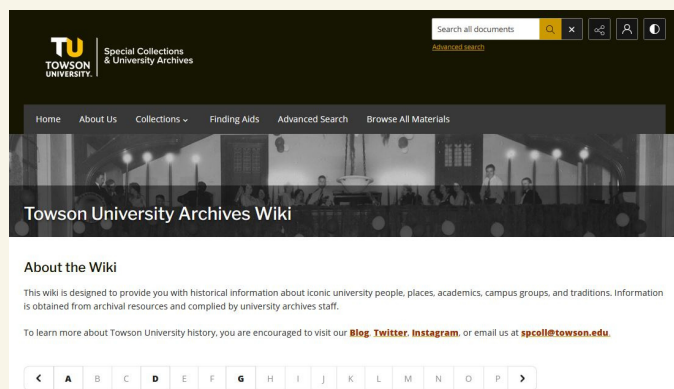 Search all documents
Advanced search
TU
TOWSON
UNIVERSITY.
Special Collections
& University Archives
Home About Us Collections Finding Aids Advanced Search Browse All Materials
Towson University Archives Wiki
About the Wiki
This wiki is designed to provide you with historical information about iconic university people, places, academics, campus groups, and traditions. Information
is obtained from archival resources and complied by university archives staff.
To learn more about Towson University history, you are encouraged to visit our Blog, Twitter, Instagram, or email us at spcoll@towson.edu.
A B C D E F G H I J K L M N O P